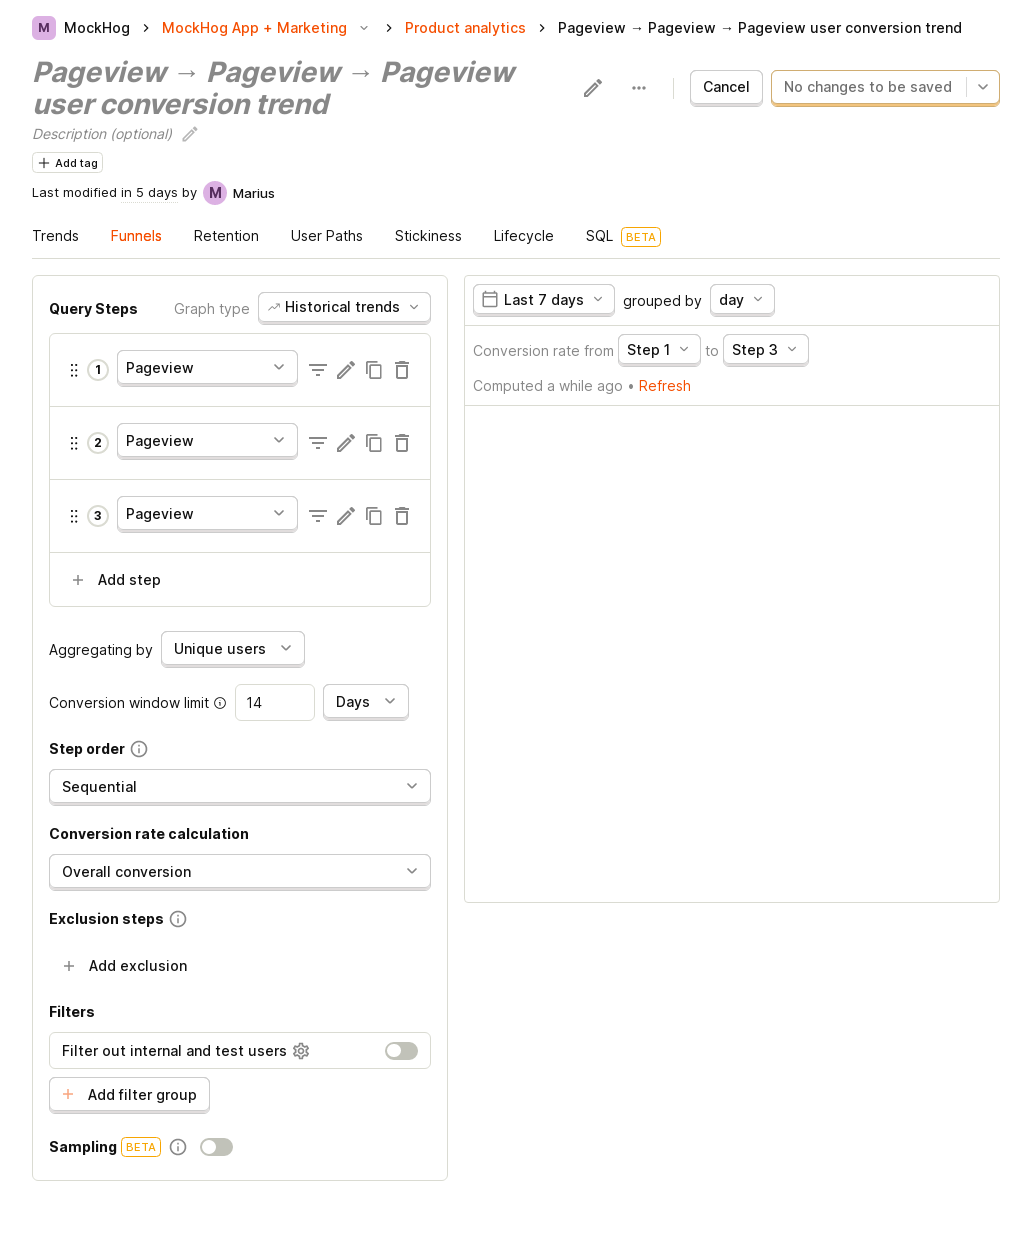 M MockHog MockHog App + Marketing Product analytics Pageview → Pageview → Pageview user conversion trend
Pageview → Pageview → Pageview
user conversion trend
Cancel
No changes to be saved
Description (optional)
Add tag
Last modified in 5 days by M Marius
Trends Funnels Retention User Paths Stickiness Lifecycle SQL BETA
Query Steps Graph type Historical trends
1 Pageview
2 Pageview
3 Pageview
Add step
Aggregating by Unique users
Conversion window limit 14 Days
Step order
Sequential
Conversion rate calculation
Overall conversion
Exclusion steps
Add exclusion
Filters
Filter out internal and test users
Add filter group
Sampling BETA
Last 7 days grouped by day
Conversion rate from Step 1 to Step 3
Computed a while ago • Refresh